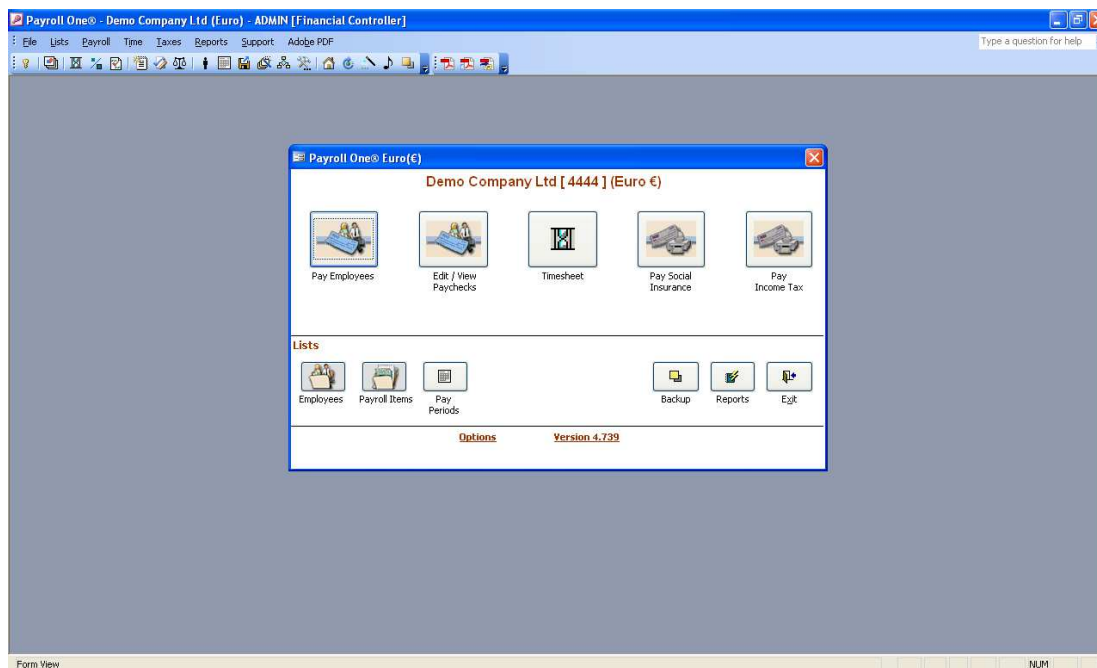 Payroll One® - Demo Company Ltd (Euro) - ADMIN [Financial Controller]
File Lists Payroll Time Taxes Reports Support Adobe PDF
Type a question for help
Payroll One® Euro(€)
Demo Company Ltd [ 4444 ] (Euro €)
Pay Employees
Edit / View
Paychecks
Timesheet
Pay Social
Insurance
Pay
Income Tax
Lists
Employees
Payroll Items
Pay
Periods
Backup
Reports
Exit
Options
Version 4.739
Form View
NUM